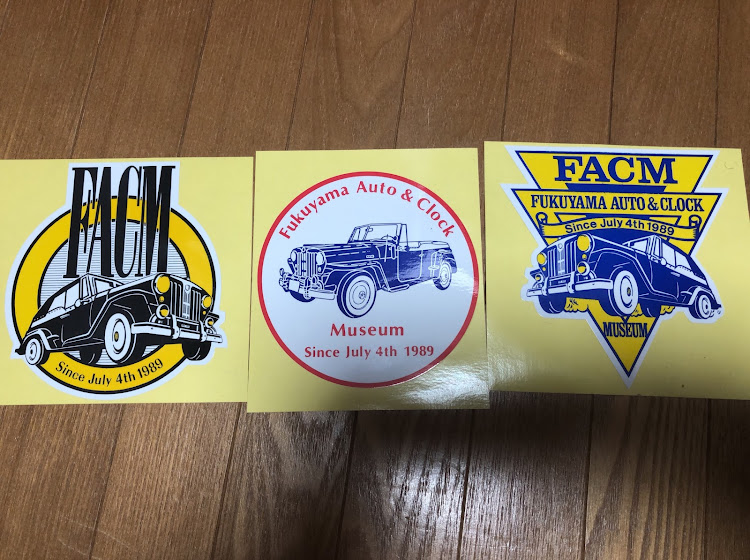 FACM
Since July 4th 1989
Fukuyama Auto & Clock
Museum
Since July 4th 1989
FACM
FUKUYAMA AUTO & CLOCK
Since July 4th 1989
MUSEUM